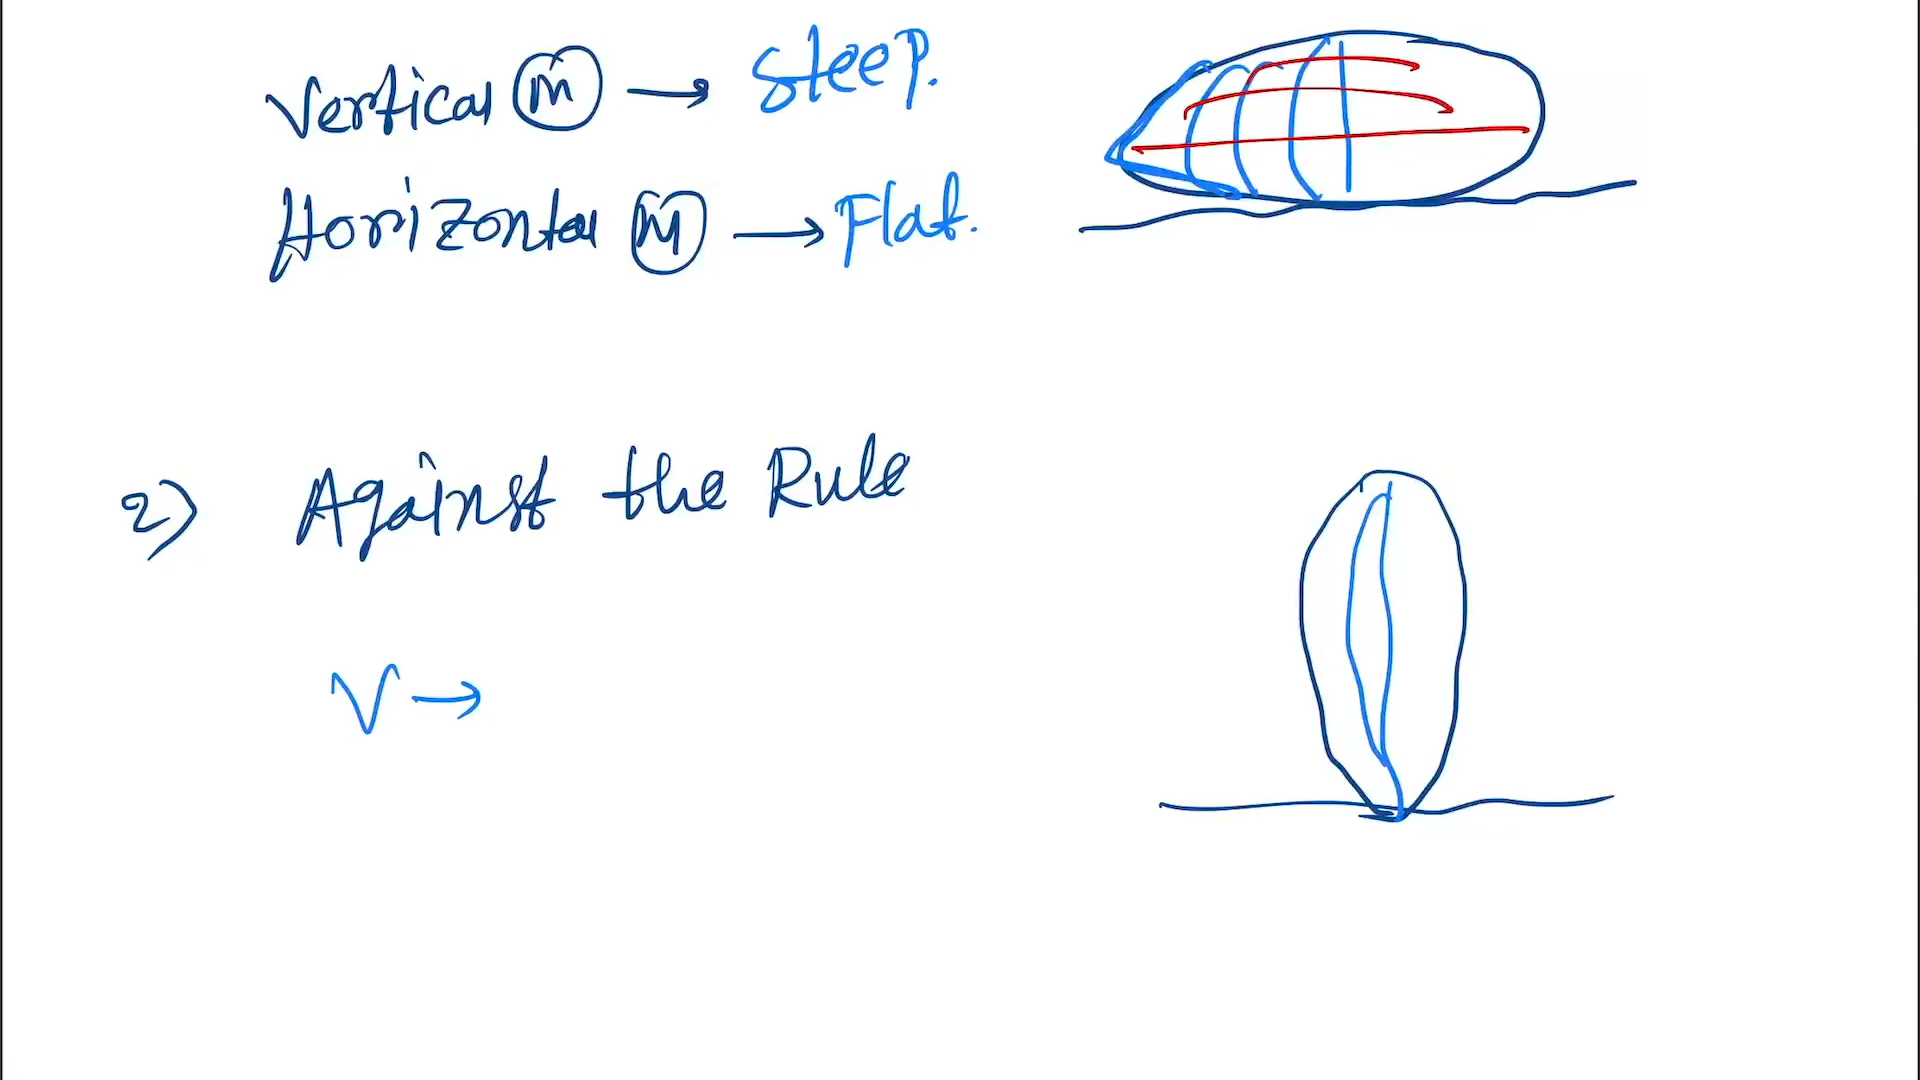 Vertical m → Steep.
Horizontal M → Flat.
2) Against the Rule
V →